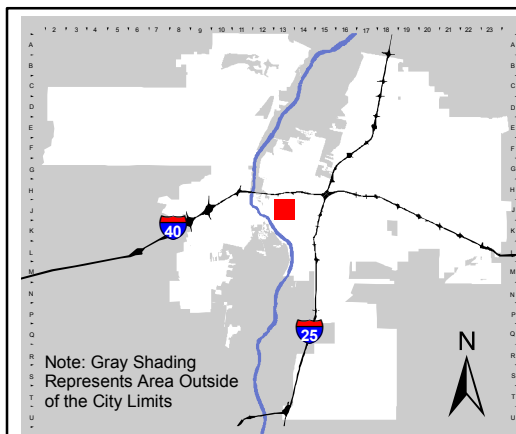 2 3 4 5 6 7 8 9 10 11 12 13 14 15 16 17 18 19 20 21 22 23
A A
B B
C C
D D
E E
F F
G G
H H
J J
K K
40
L L
M M
N N
P P
Q Q
25
N
R R
Note: Gray Shading
S S
Represents Area Outside
T T
of the City Limits
U U